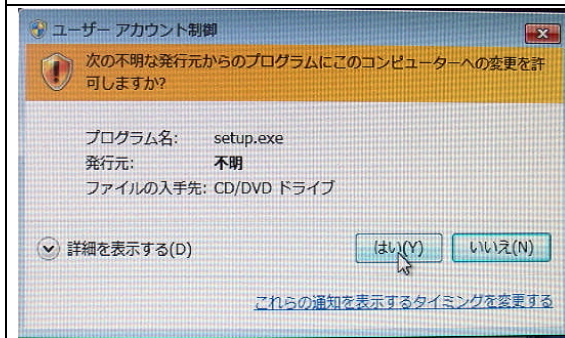 ユーザー アカウント制御
次の不明な発行元からのプログラムにこのコンピューターへの変更を許
可しますか?
プログラム名: setup.exe
発行元: 不明
ファイルの入手先: CD/DVD ドライブ
詳細を表示する(D)
はい(Y)
いいえ(N)
これらの通知を表示するタイミングを変更する